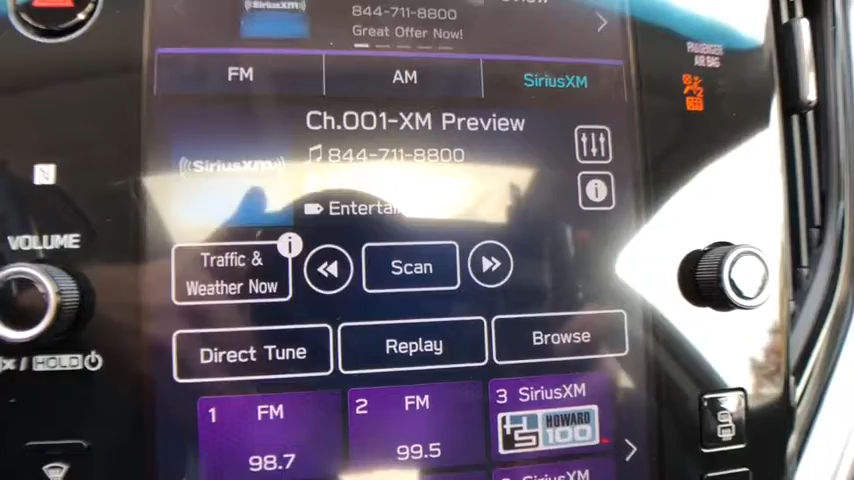 SiriusXM
844-711-8800
Great Offer Now!
FM
AM
SiriusXM
PASSENGER
AIR BAG
Ch.001-XM Preview
SiriusXM
844-711-8800
Entertai
VOLUME
Traffic &
Weather Now
Scan
Direct Tune
Replay
Browse
/ HOLD
1 FM
98.7
2 FM
99.5
3 SiriusXM
HOWARD
100
SiriusXM